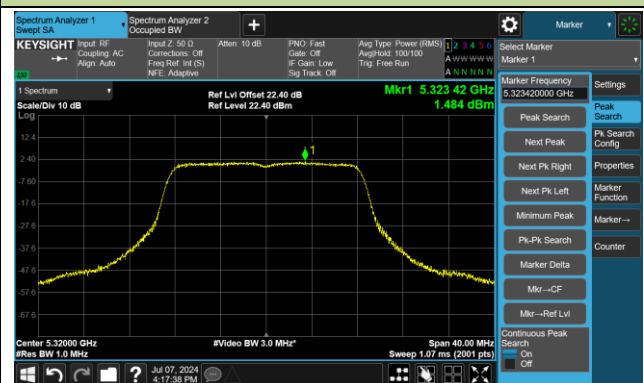 Spectrum Analyzer 1
Swept SA
Spectrum Analyzer 2
Occupied BW
+
Marker
KEYSIGHT
Input: RF
Coupling: AC
Align: Auto
Input Z: 50 Ω
Corrections: Off
Freq Ref: Int (S)
NFE: Adaptive
Atten: 10 dB
PNO: Fast
Gate: Off
IF Gain: Low
Sig Track: Off
Avg Type: Power (RMS)
Avg|Hold: 100/100
Trig: Free Run
1 2 3 4 5 6
A W W W W W
A N N N N N
Select Marker
Marker 1
Marker Frequency
5.323420000 GHz
Settings
Peak Search
Next Peak
Next Pk Right
Next Pk Left
Minimum Peak
Pk-Pk Search
Marker Delta
Mkr→CF
Mkr→Ref Lvl
Continuous Peak
Search
On
Off
Peak
Search
Pk Search
Config
Properties
Marker
Function
Marker→
Counter
1 Spectrum
Scale/Div 10 dB
Log
Ref Lvl Offset 22.40 dB
Ref Level 22.40 dBm
Mkr1 5.323 42 GHz
1.484 dBm
1
12.4
2.40
-7.60
-17.6
-27.6
-37.6
-47.6
-57.6
-67.6
Center 5.32000 GHz
#Res BW 1.0 MHz
#Video BW 3.0 MHz*
Span 40.00 MHz
Sweep 1.07 ms (2001 pts)
?
Jul 07, 2024
4:17:38 PM